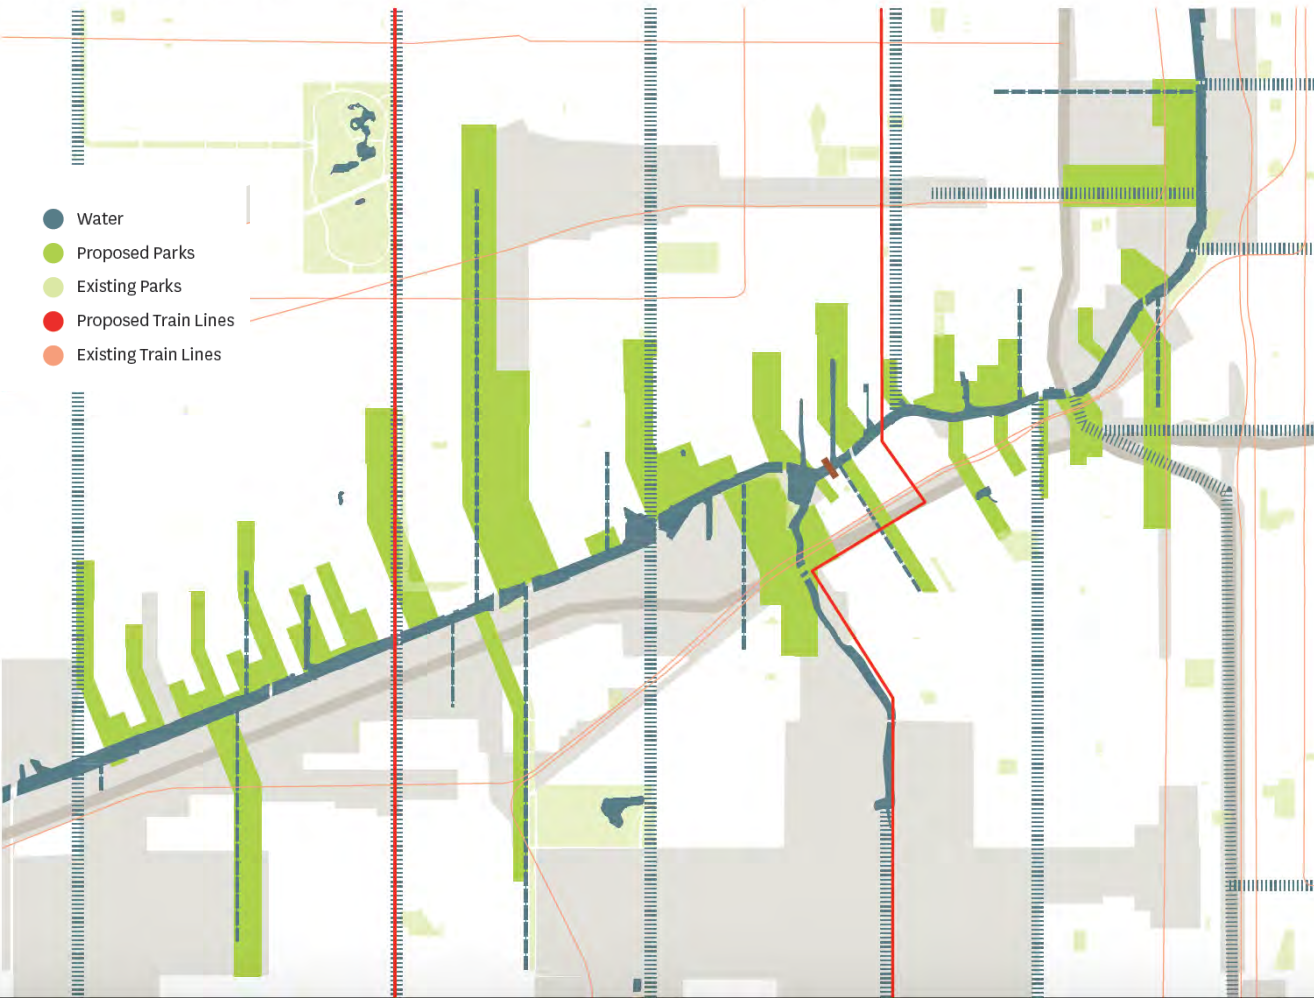 Water
Proposed Parks
Existing Parks
Proposed Train Lines
Existing Train Lines